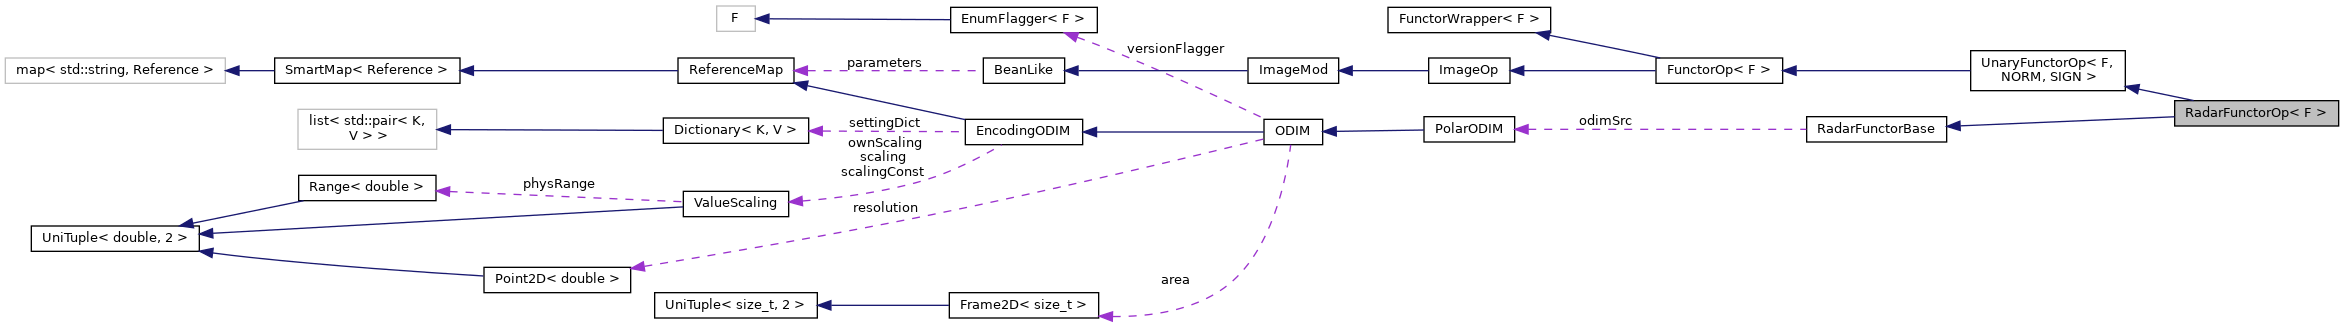 F
EnumFlagger< F >
FunctorWrapper< F >
versionFlagger
map< std::string, Reference >
SmartMap< Reference >
ReferenceMap
parameters
BeanLike
ImageMod
ImageOp
FunctorOp< F >
UnaryFunctorOp< F,
NORM, SIGN >
RadarFunctorOp< F >
list< std::pair< K,
V > >
Dictionary< K, V >
settingDict
EncodingODIM
ODIM
PolarODIM
odimSrc
RadarFunctorBase
ownScaling
scaling
scalingConst
Range< double >
physRange
ValueScaling
resolution
UniTuple< double, 2 >
Point2D< double >
area
UniTuple< size_t, 2 >
Frame2D< size_t >